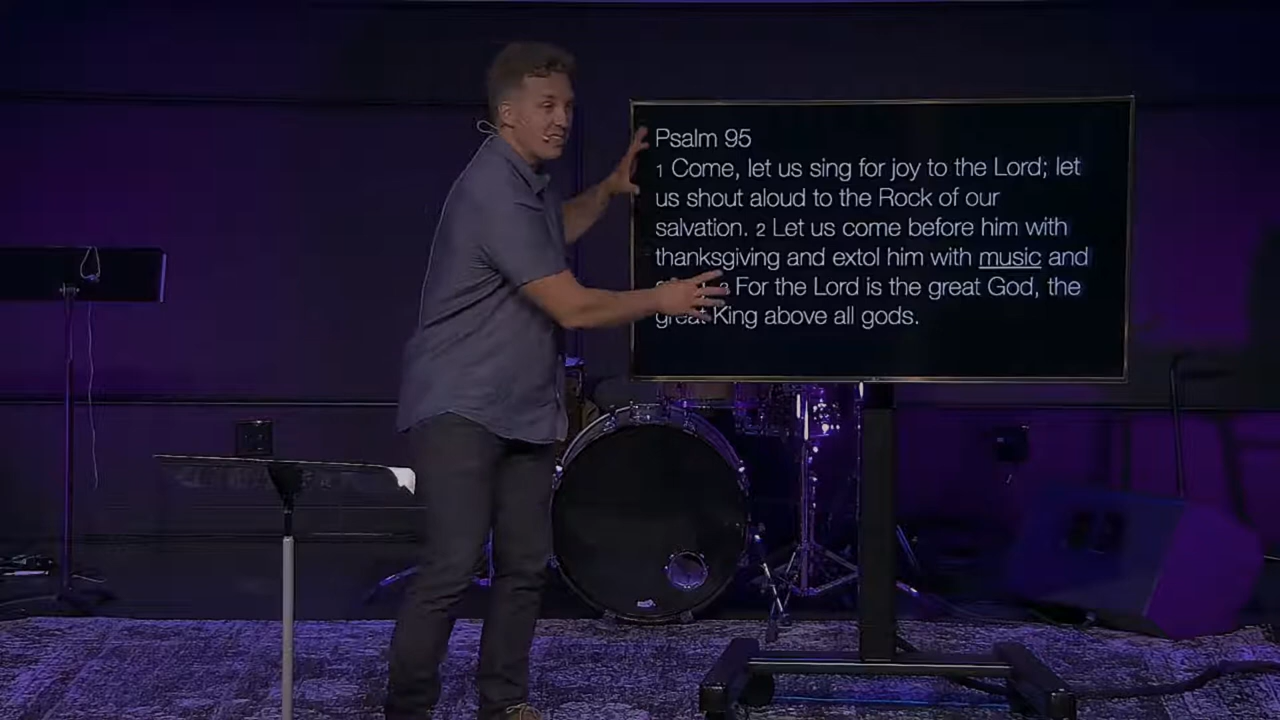 Psalm 95
1 Come, let us sing for joy to the Lord; let
us shout aloud to the Rock of our
salvation. 2 Let us come before him with
thanksgiving and extol him with music and
For the Lord is the great God, the
great King above all gods.